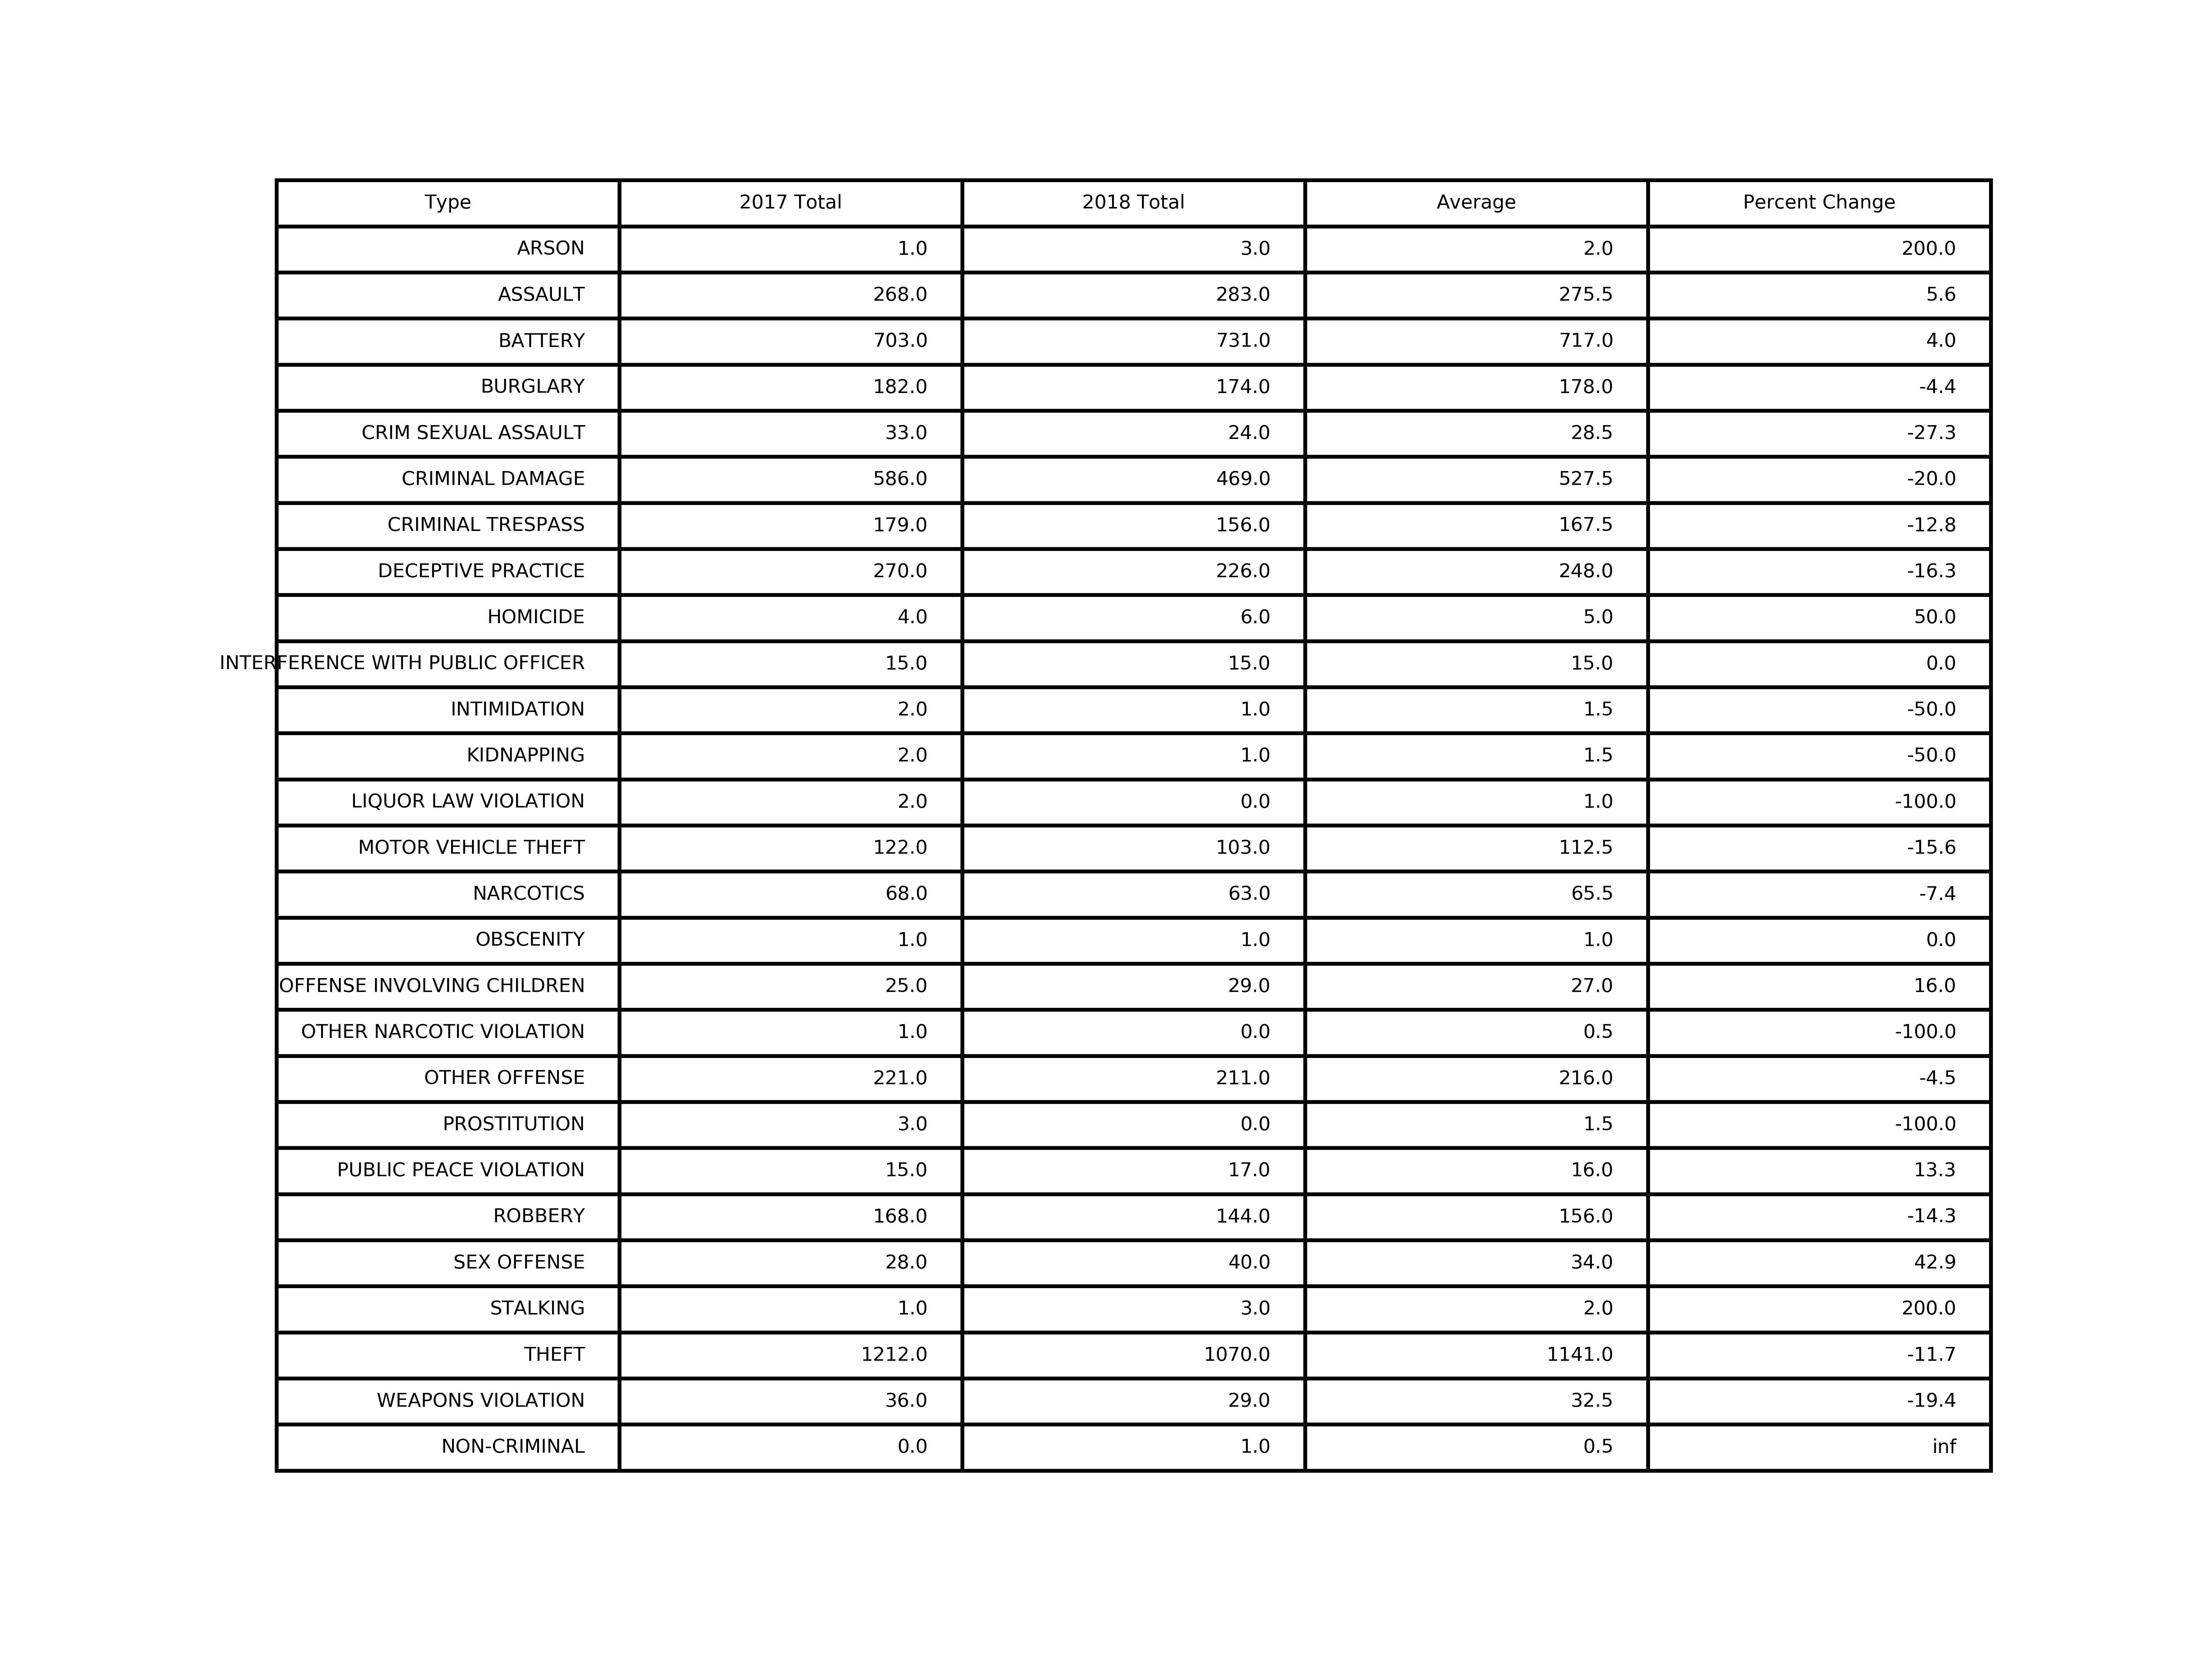 Type 2017 Total 2018 Total Average Percent Change
ARSON 1.0 3.0 2.0 200.0
ASSAULT 268.0 283.0 275.5 5.6
BATTERY 703.0 731.0 717.0 4.0
BURGLARY 182.0 174.0 178.0 -4.4
CRIM SEXUAL ASSAULT 33.0 24.0 28.5 -27.3
CRIMINAL DAMAGE 586.0 469.0 527.5 -20.0
CRIMINAL TRESPASS 179.0 156.0 167.5 -12.8
DECEPTIVE PRACTICE 270.0 226.0 248.0 -16.3
HOMICIDE 4.0 6.0 5.0 50.0
INTERFERENCE WITH PUBLIC OFFICER 15.0 15.0 15.0 0.0
INTIMIDATION 2.0 1.0 1.5 -50.0
KIDNAPPING 2.0 1.0 1.5 -50.0
LIQUOR LAW VIOLATION 2.0 0.0 1.0 -100.0
MOTOR VEHICLE THEFT 122.0 103.0 112.5 -15.6
NARCOTICS 68.0 63.0 65.5 -7.4
OBSCENITY 1.0 1.0 1.0 0.0
OFFENSE INVOLVING CHILDREN 25.0 29.0 27.0 16.0
OTHER NARCOTIC VIOLATION 1.0 0.0 0.5 -100.0
OTHER OFFENSE 221.0 211.0 216.0 -4.5
PROSTITUTION 3.0 0.0 1.5 -100.0
PUBLIC PEACE VIOLATION 15.0 17.0 16.0 13.3
ROBBERY 168.0 144.0 156.0 -14.3
SEX OFFENSE 28.0 40.0 34.0 42.9
STALKING 1.0 3.0 2.0 200.0
THEFT 1212.0 1070.0 1141.0 -11.7
WEAPONS VIOLATION 36.0 29.0 32.5 -19.4
NON-CRIMINAL 0.0 1.0 0.5 inf